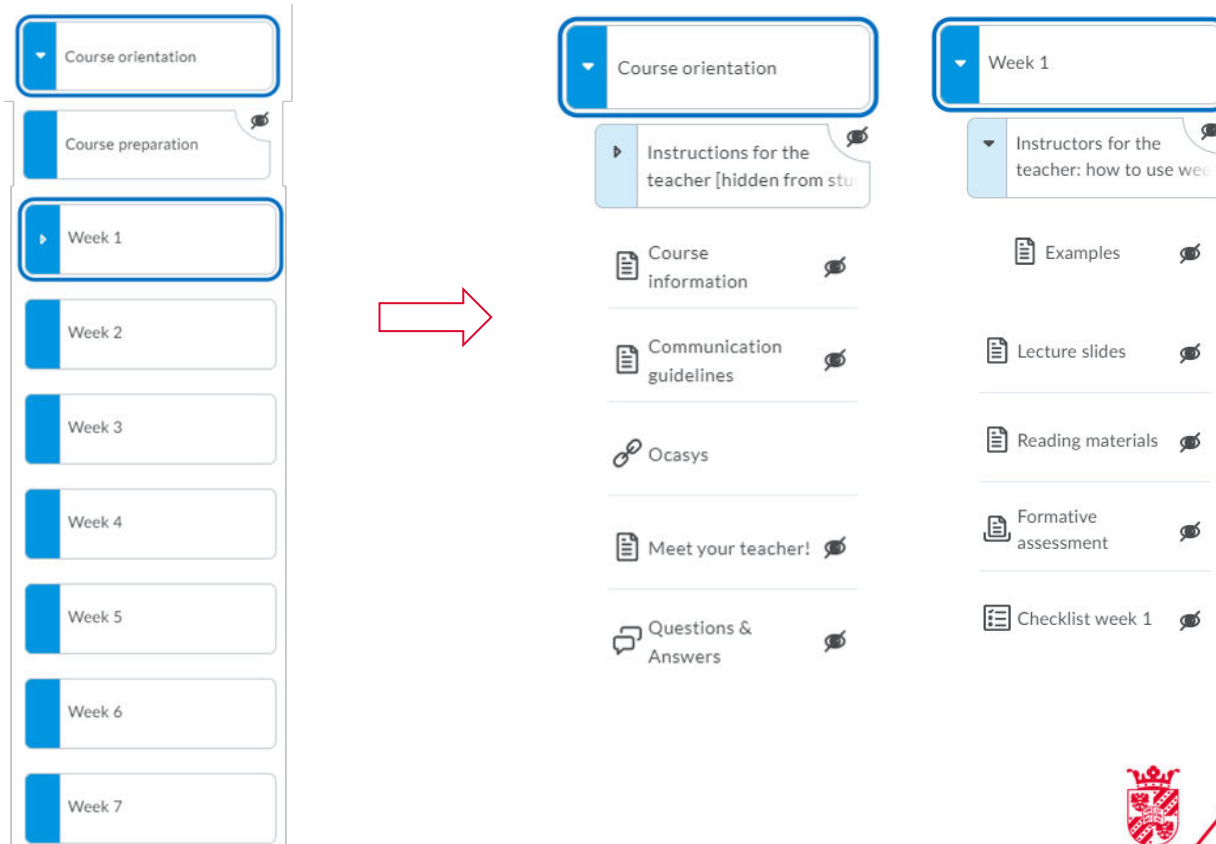 Course orientation
Course preparation
Week 1
Week 2
Week 3
Week 4
Week 5
Week 6
Week 7
Course orientation
Instructions for the
teacher [hidden from stu
Course
information
Communication
guidelines
Ocasys
Meet your teacher!
Questions &
Answers
Week 1
Instructors for the
teacher: how to use wee
Examples
Lecture slides
Reading materials
Formative
assessment
Checklist week 1